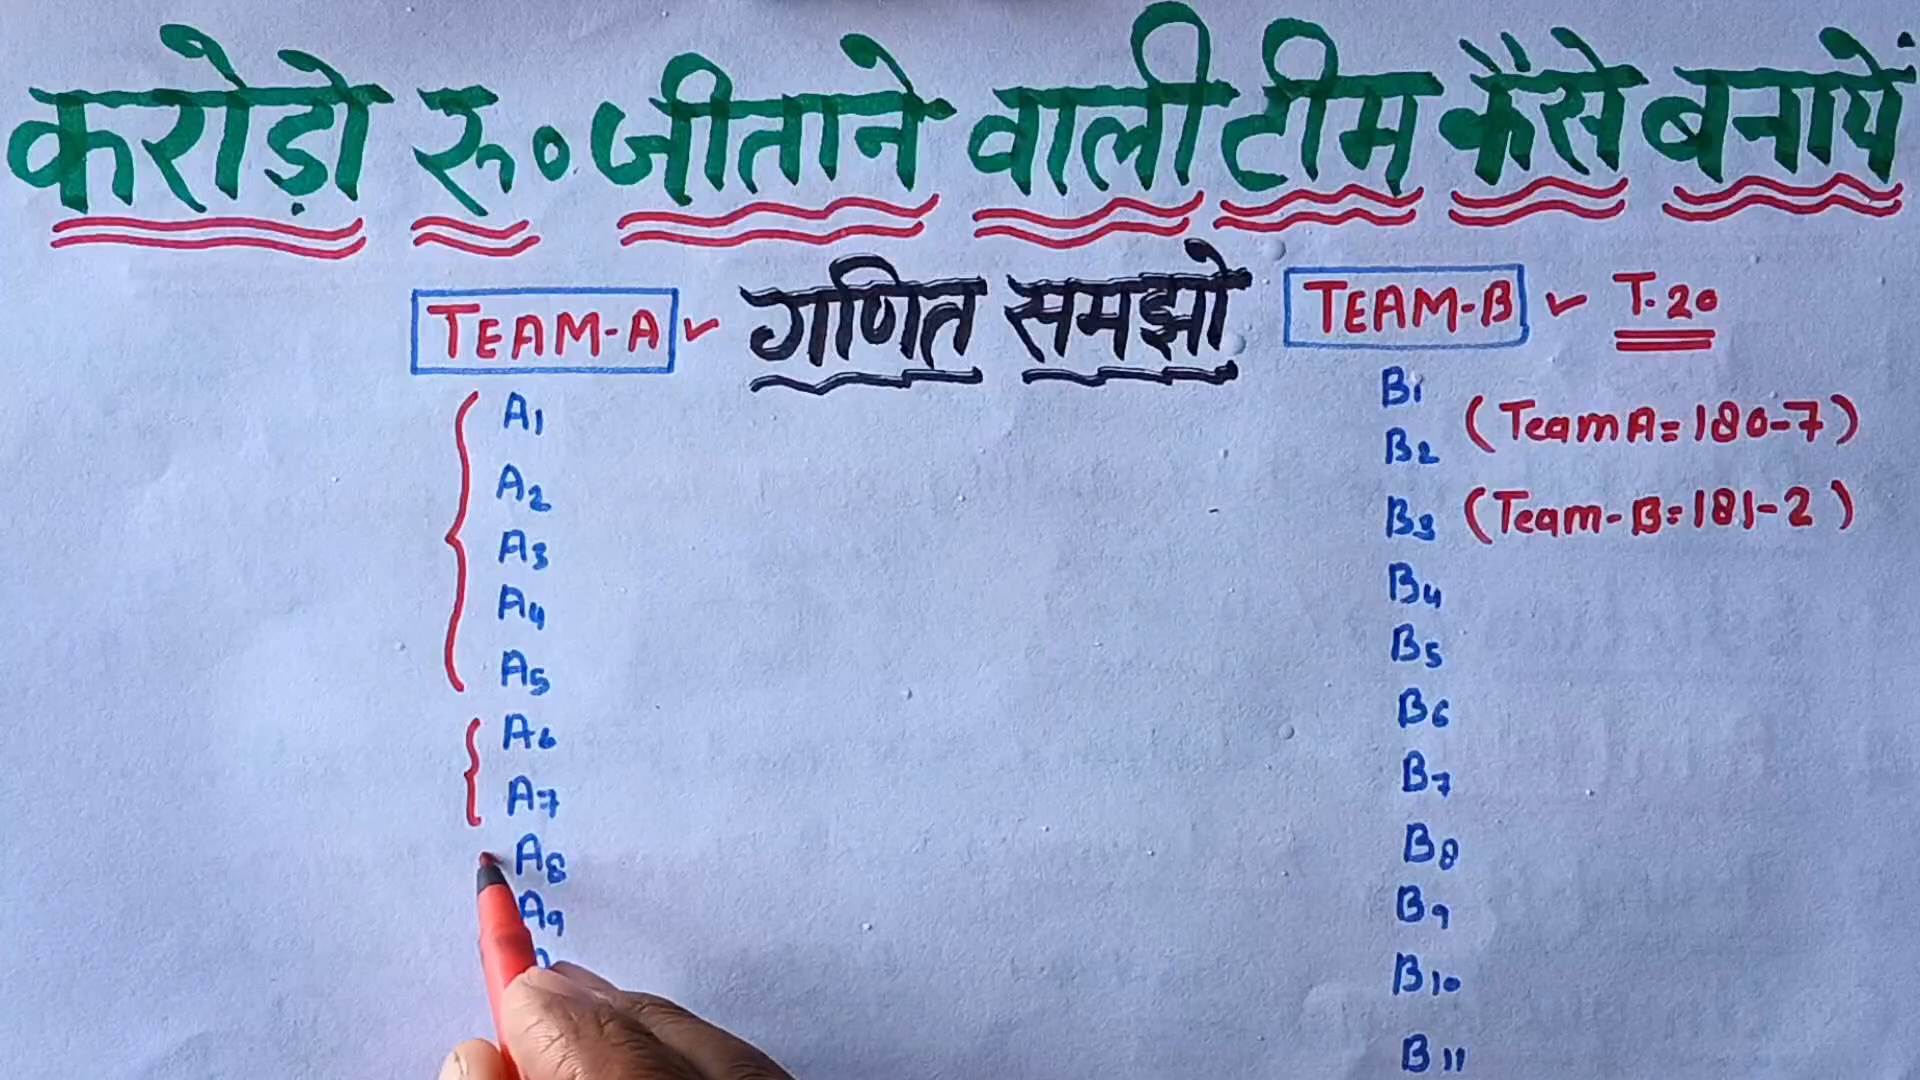 करोड़ो रु॰ जीताने वाली टीम कैसे बनायें
TEAM-A गणित समझो TEAM-B T-20
A1
A2
A3
A4
A5
A6
A7
A8
A9
B1
(Team A = 180-7)
B2
B3 (Team-B = 181-2)
B4
B5
B6
B7
B8
B9
B10
B11